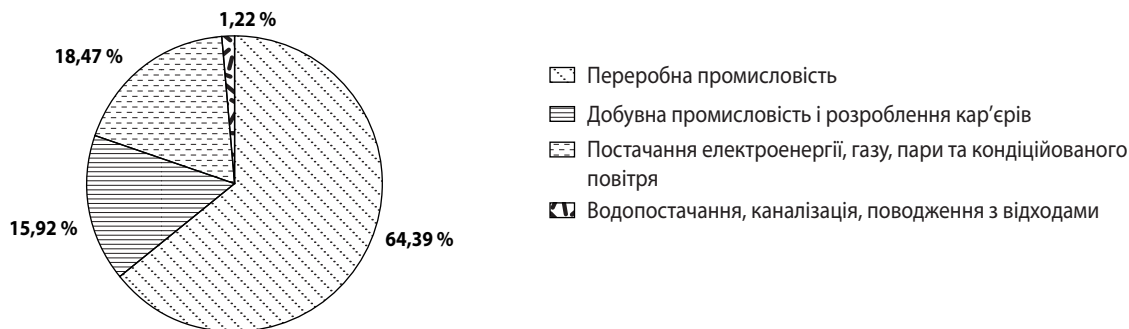 1,22 %
18,47 %
15,92 %
64,39 %
Переробна промисловість
Добувна промисловість і розроблення кар’єрів
Постачання електроенергії, газу, пари та кондіційованого
повітря
Водопостачання, каналізація, поводження з відходами